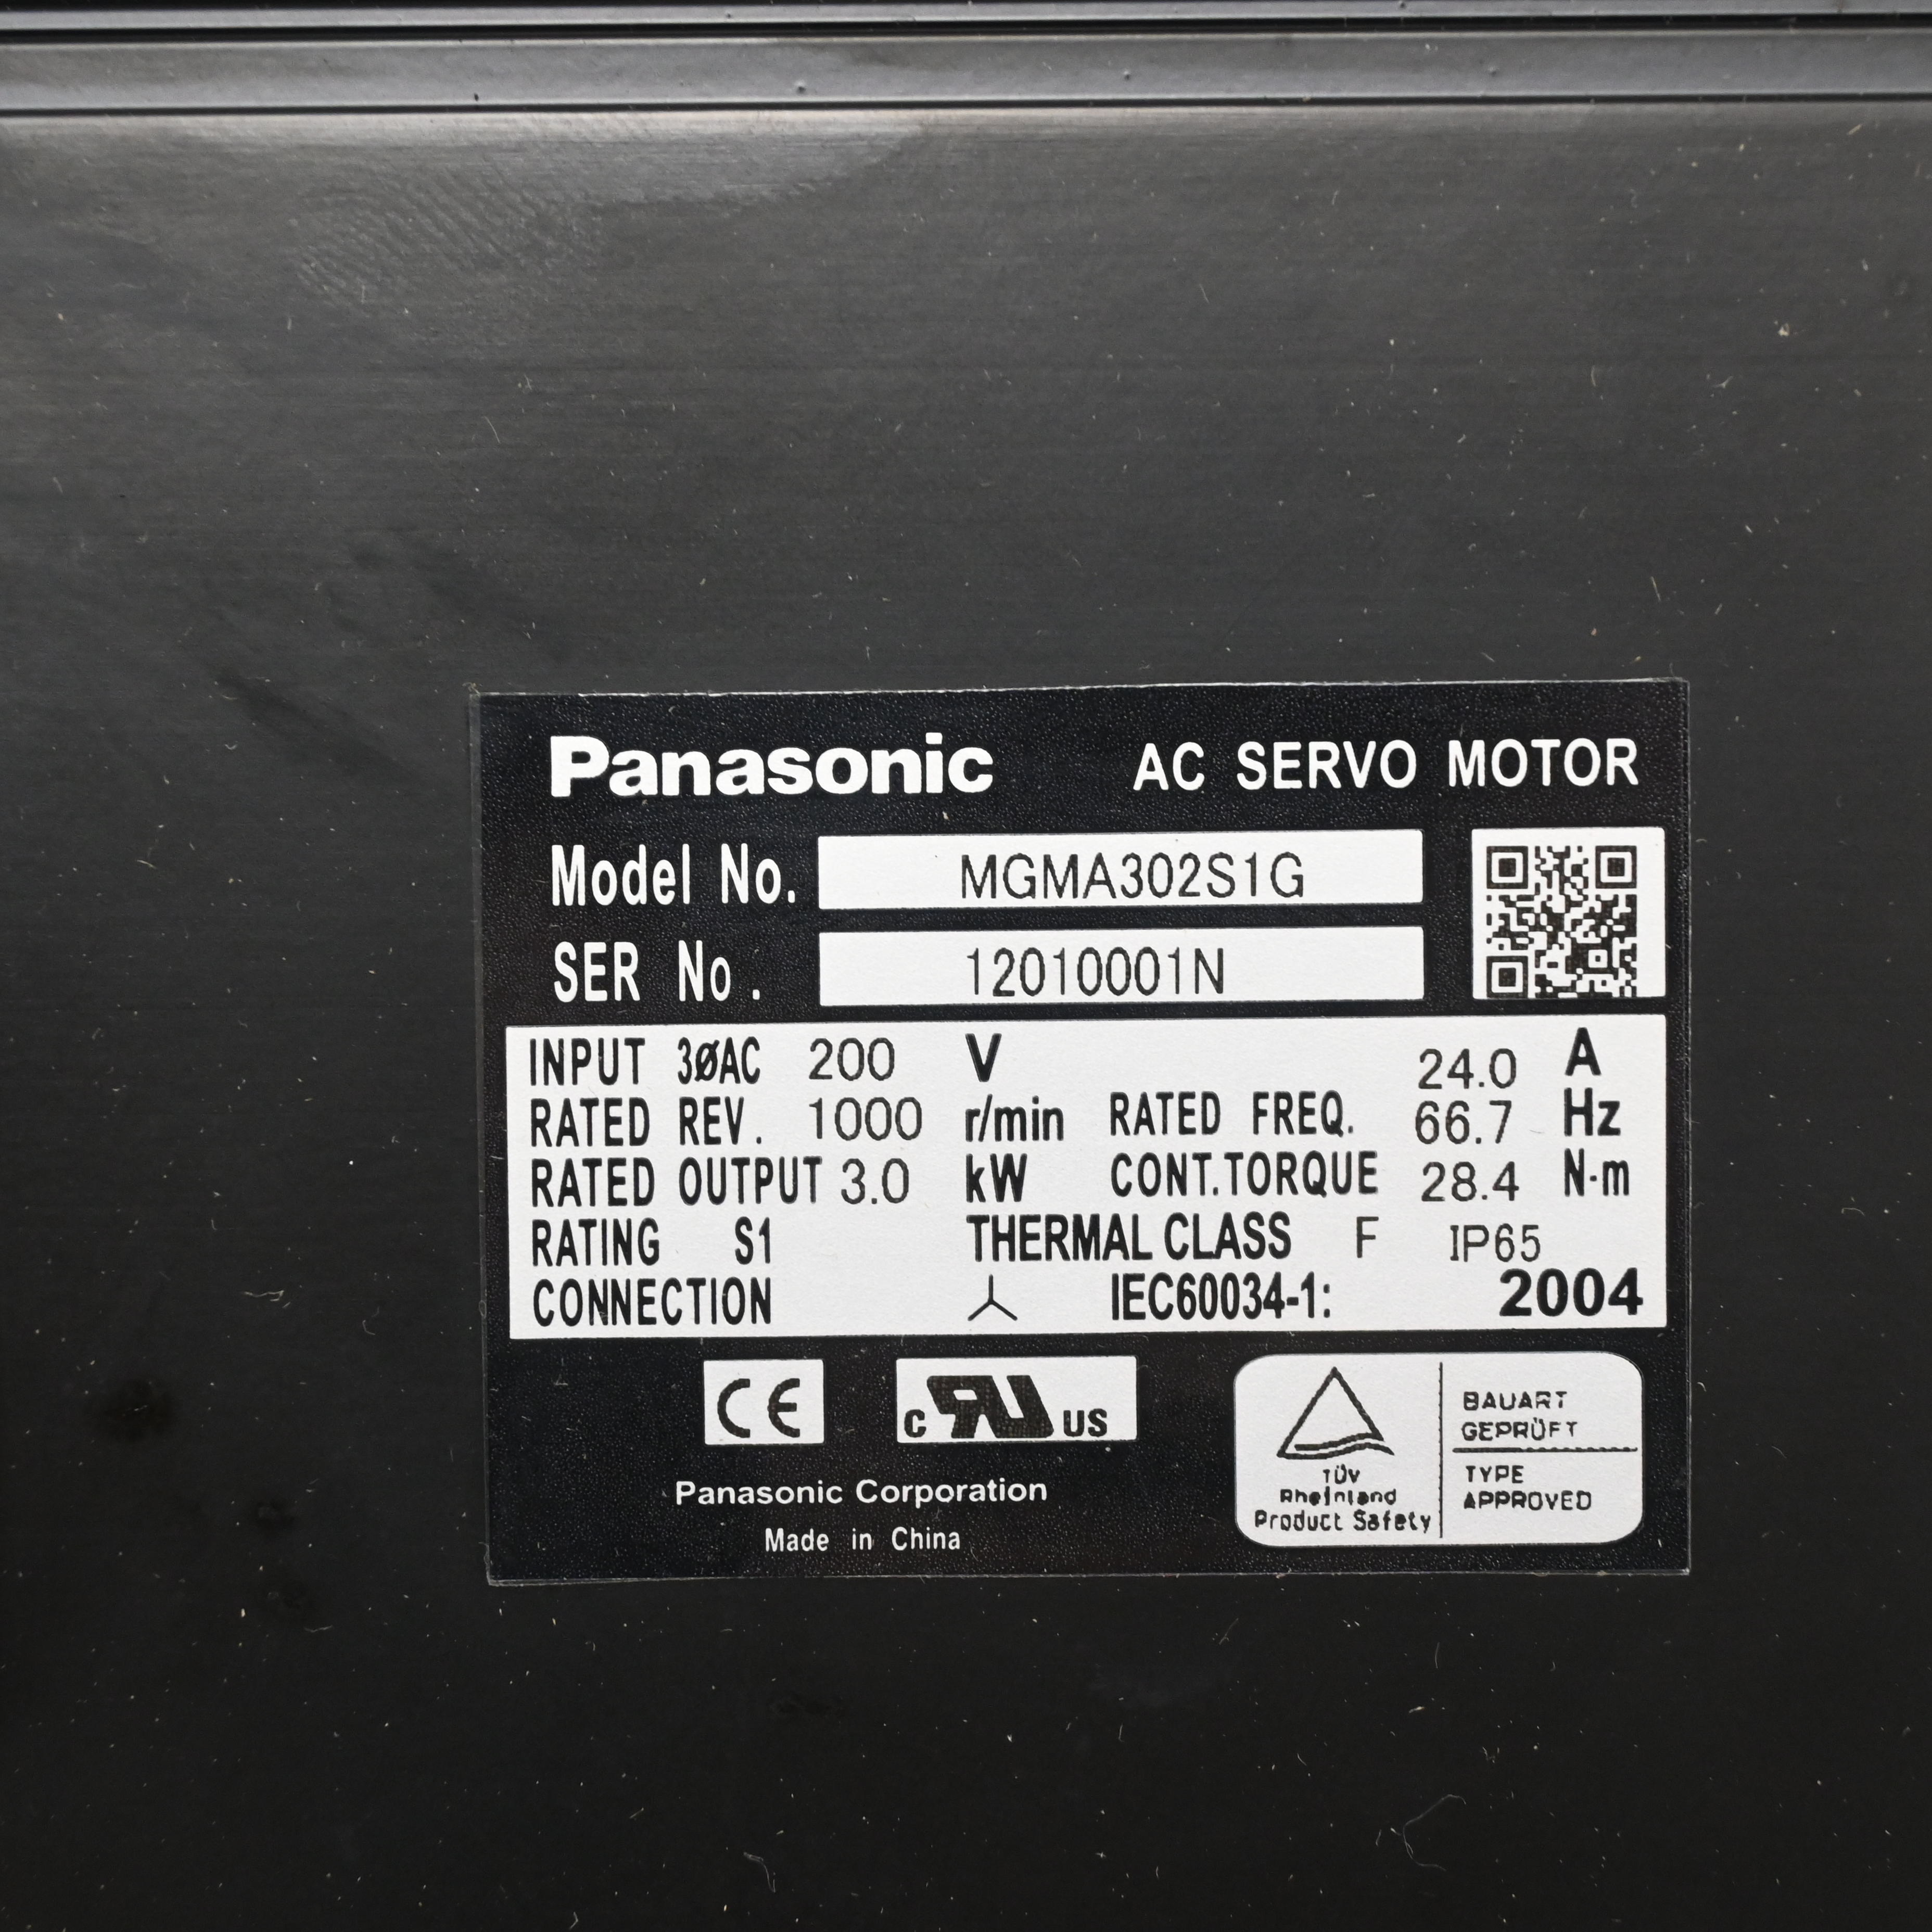 Panasonic AC SERVO MOTOR
Model No. MGMA302S1G
SER No. 12010001N
INPUT 3øAC 200 V 24.0 A
RATED REV. 1000 r/min RATED FREQ. 66.7 Hz
RATED OUTPUT 3.0 kW CONT.TORQUE 28.4 N·m
RATING S1 THERMAL CLASS F IP65
CONNECTION IEC60034-1: 2004
CE
c RU US
Panasonic Corporation
Made in China
TÜV
Rheinland
Product Safety
BAUART
GEPRÜFT
TYPE
APPROVED